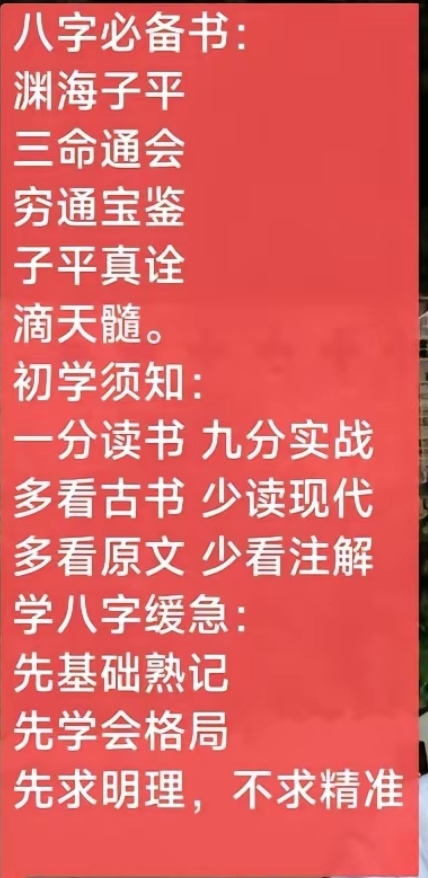 八字必备书：
渊海子平
三命通会
穷通宝鉴
子平真诠
滴天髓。
初学须知：
一分读书 九分实战
多看古书 少读现代
多看原文 少看注解
学八字缓急：
先基础熟记
先学会格局
先求明理，不求精准